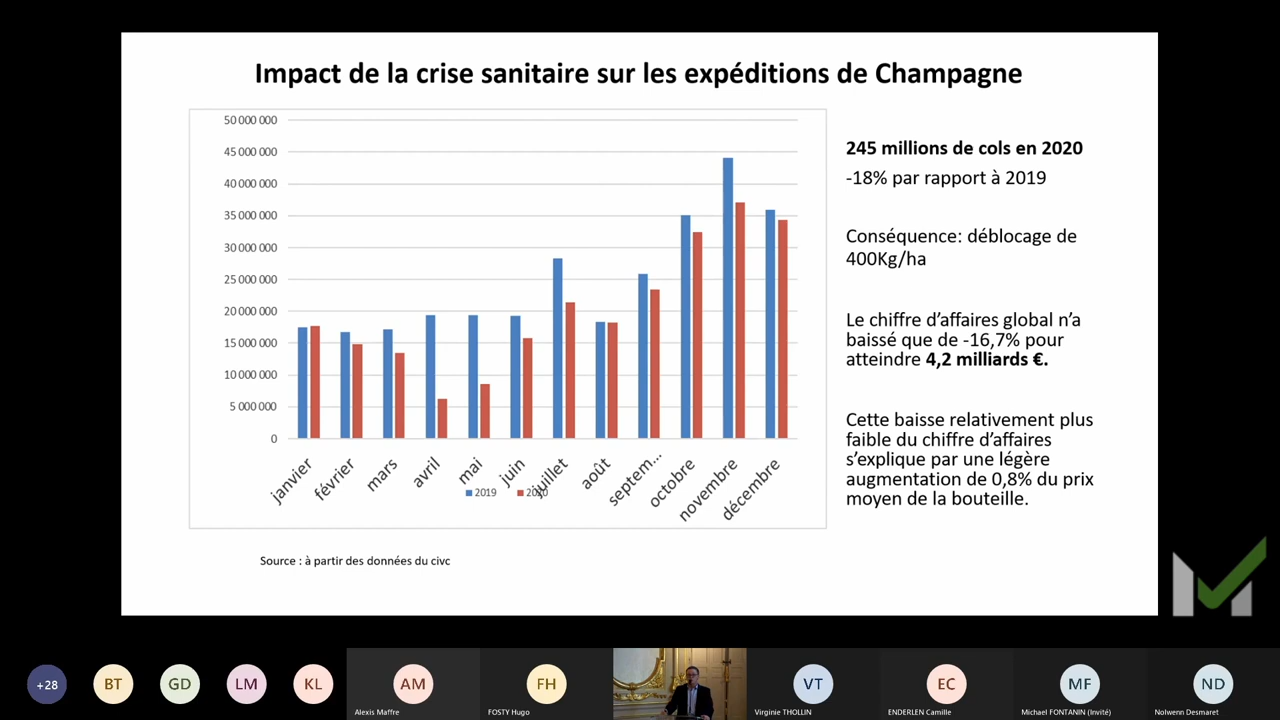 Impact de la crise sanitaire sur les expéditions de Champagne
50 000 000
45 000 000
40 000 000
35 000 000
30 000 000
25 000 000
20 000 000
15 000 000
10 000 000
5 000 000
0
janvier
février
mars
avril
mai
juin
juillet
août
septem...
octobre
novembre
décembre
2019
2020
Source : à partir des données du civc
245 millions de cols en 2020
-18% par rapport à 2019
Conséquence: déblocage de
400Kg/ha
Le chiffre d’affaires global n’a
baissé que de -16,7% pour
atteindre 4,2 milliards €.
Cette baisse relativement plus
faible du chiffre d’affaires
s’explique par une légère
augmentation de 0,8% du prix
moyen de la bouteille.
+28
BT
GD
LM
KL
AM
Alexis Maffre
FH
FOSTY Hugo
VT
Virginie THOLLIN
EC
ENDERLEN Camille
MF
Michael FONTANIN (Invité)
ND
Nolwenn Desmaret